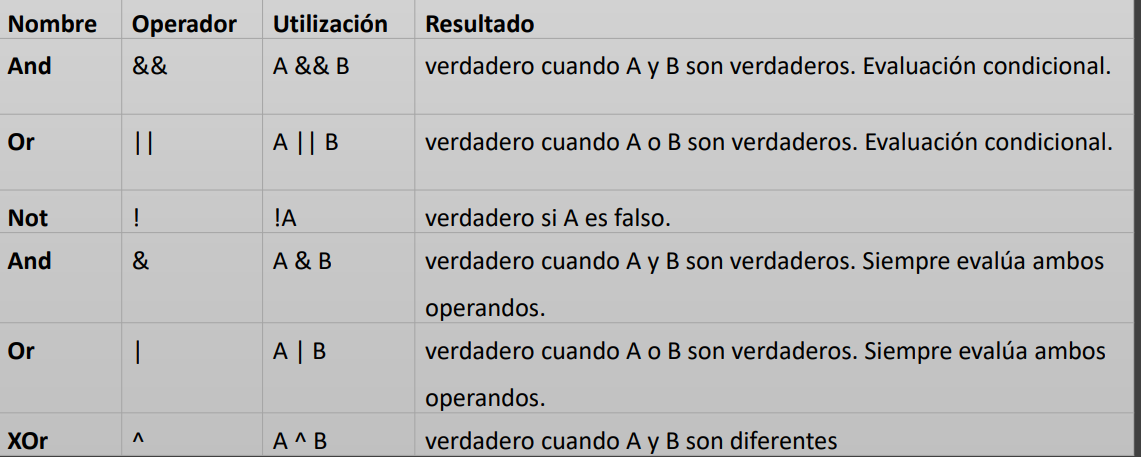 Nombre Operador Utilización Resultado
And && A && B verdadero cuando A y B son verdaderos. Evaluación condicional.
Or || A || B verdadero cuando A o B son verdaderos. Evaluación condicional.
Not ! !A verdadero si A es falso.
And & A & B verdadero cuando A y B son verdaderos. Siempre evalúa ambos
operandos.
Or | A | B verdadero cuando A o B son verdaderos. Siempre evalúa ambos
operandos.
XOr ^ A ^ B verdadero cuando A y B son diferentes